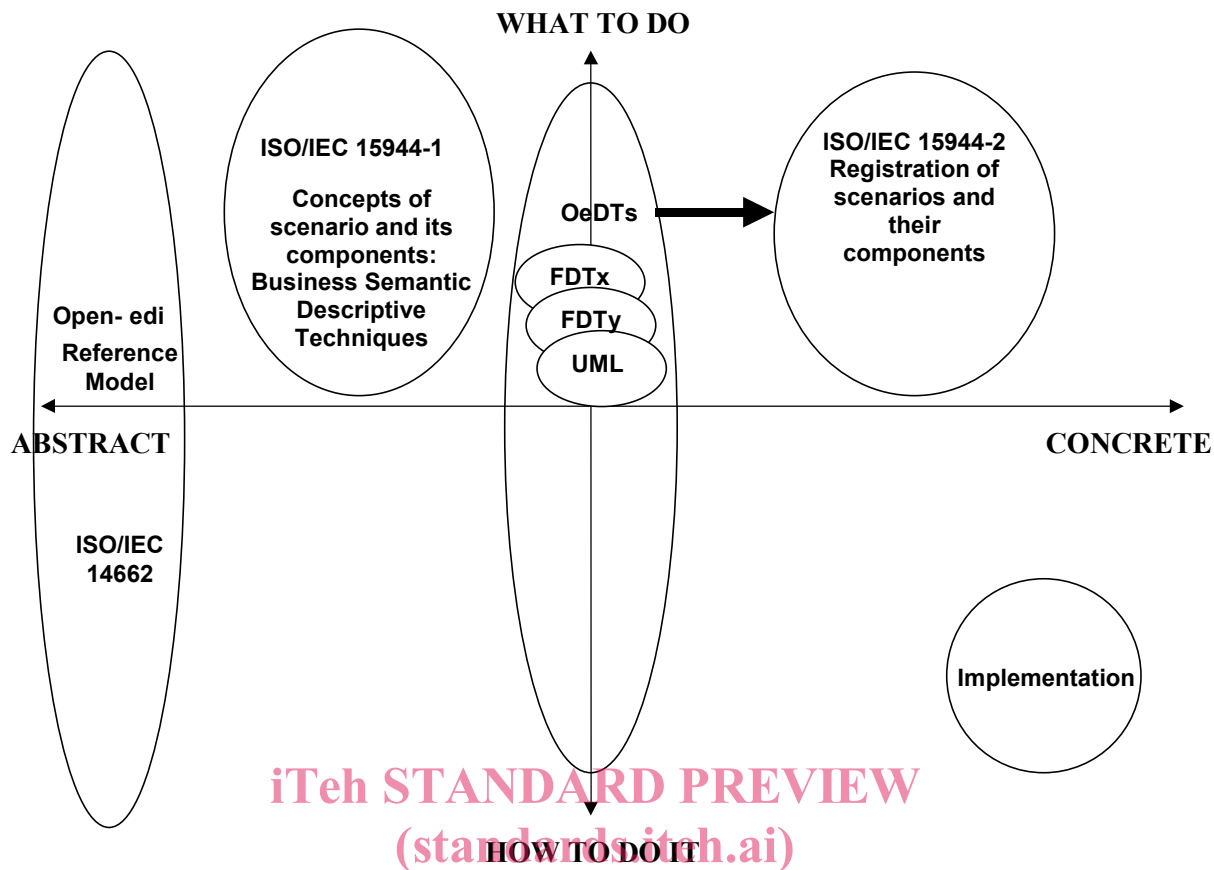 WHAT TO DO
ISO/IEC 15944-1
Concepts of
scenario and its
components:
Business Semantic
Descriptive
Techniques
ISO/IEC 15944-2
Registration of
scenarios and
their
components
OeDTs
FDTx
FDTy
UML
Open- edi
Reference
Model
ABSTRACT
CONCRETE
ISO/IEC
14662
Implementation
iTeh STANDARD PREVIEW
(standards.iteh.ai)
HOW TO DO IT